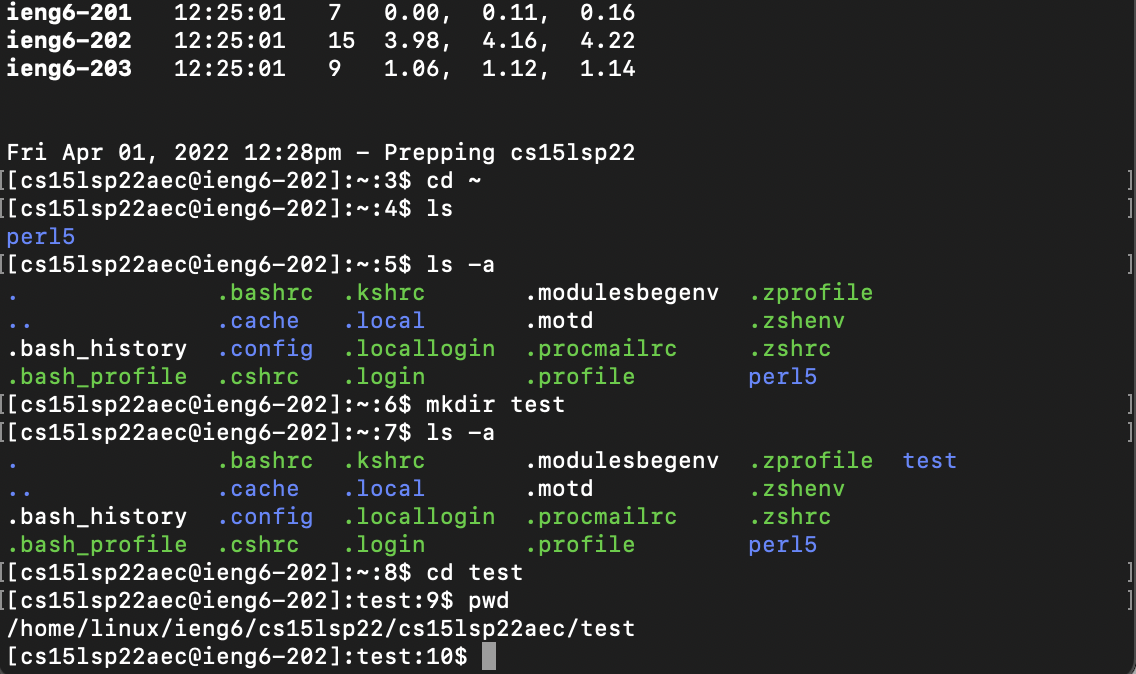 ieng6-201   12:25:01   7   0.00,  0.11,  0.16
ieng6-202   12:25:01   15  3.98,  4.16,  4.22
ieng6-203   12:25:01   9   1.06,  1.12,  1.14
Fri Apr 01, 2022 12:28pm - Prepping cs15lsp22
[[cs15lsp22aec@ieng6-202]:~:3$ cd ~ ]
[[cs15lsp22aec@ieng6-202]:~:4$ ls ]
perl5
[[cs15lsp22aec@ieng6-202]:~:5$ ls -a ]
.              .bashrc  .kshrc       .modulesbegenv  .zprofile
..             .cache   .local       .motd           .zshenv
.bash_history  .config  .locallogin  .procmailrc     .zshrc
.bash_profile  .cshrc   .login       .profile        perl5
[[cs15lsp22aec@ieng6-202]:~:6$ mkdir test ]
[[cs15lsp22aec@ieng6-202]:~:7$ ls -a ]
.              .bashrc  .kshrc       .modulesbegenv  .zprofile  test
..             .cache   .local       .motd           .zshenv
.bash_history  .config  .locallogin  .procmailrc     .zshrc
.bash_profile  .cshrc   .login       .profile        perl5
[[cs15lsp22aec@ieng6-202]:~:8$ cd test ]
[[cs15lsp22aec@ieng6-202]:test:9$ pwd ]
/home/linux/ieng6/cs15lsp22/cs15lsp22aec/test
[cs15lsp22aec@ieng6-202]:test:10$